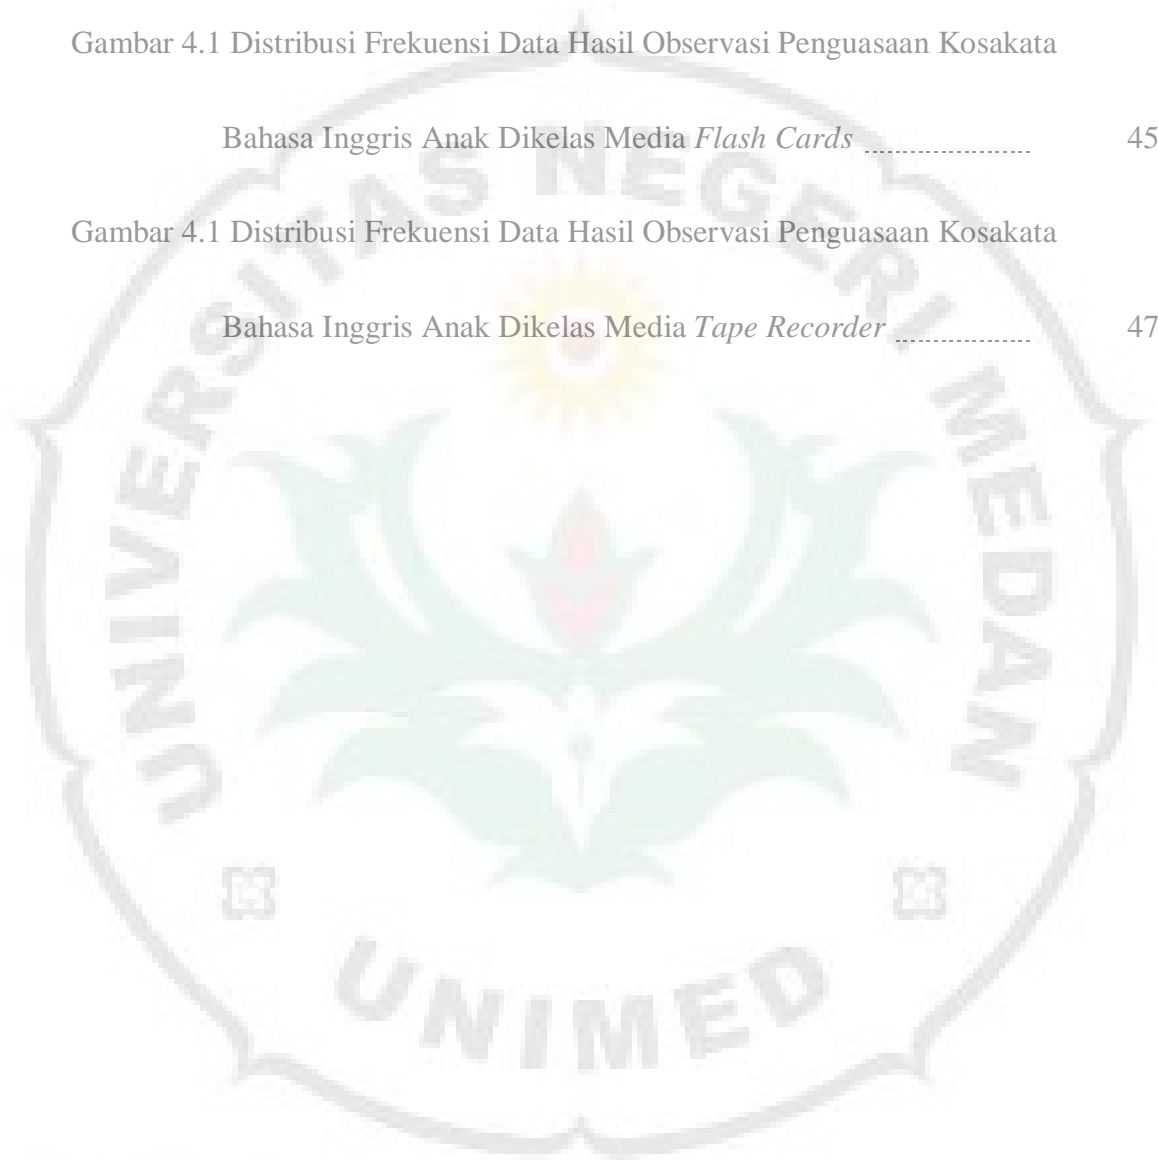 Gambar 4.1 Distribusi Frekuensi Data Hasil Observasi Penguasaan Kosakata
Bahasa Inggris Anak Dikelas Media Flash Cards ................ 45
Gambar 4.1 Distribusi Frekuensi Data Hasil Observasi Penguasaan Kosakata
Bahasa Inggris Anak Dikelas Media Tape Recorder ............. 47
UNIVERSITAS NEGERI MEDAN
UNIMED